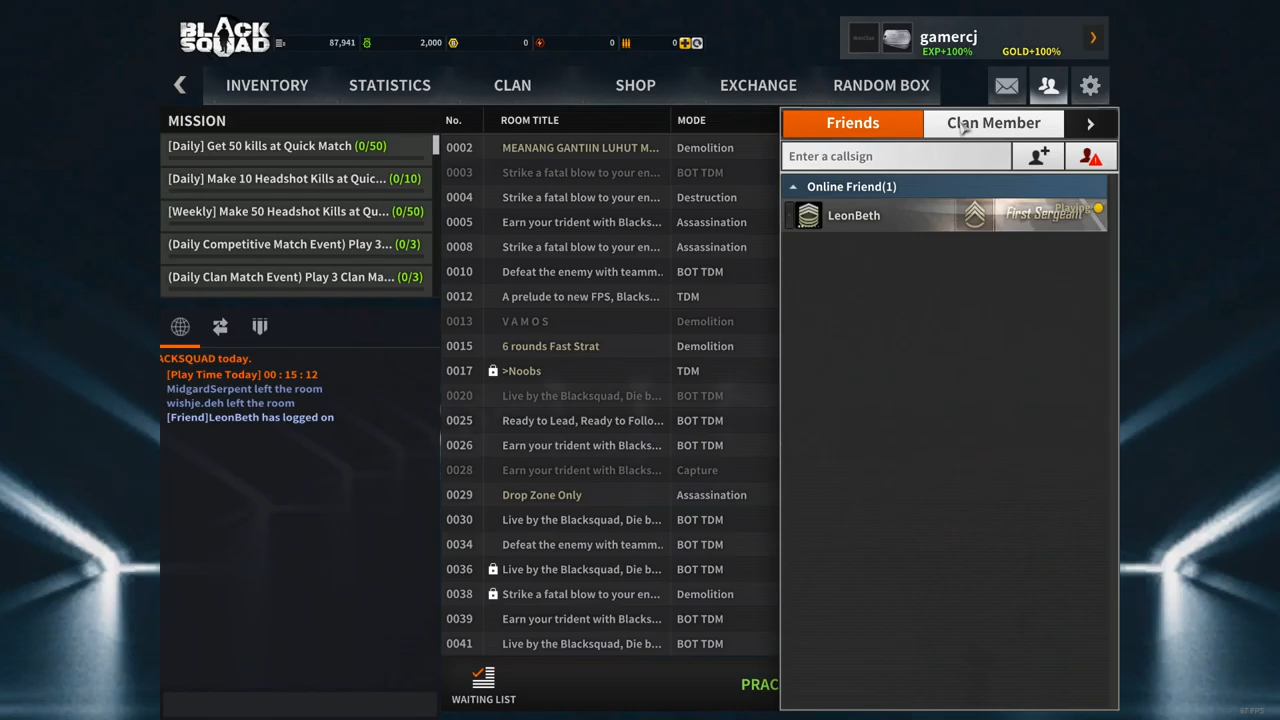 BLACK
SQUAD
87,941
2,000
0
0
0
gamercj
EXP+100%
GOLD+100%
INVENTORY
STATISTICS
CLAN
SHOP
EXCHANGE
RANDOM BOX
MISSION
[Daily] Get 50 kills at Quick Match (0/50)
[Daily] Make 10 Headshot Kills at Quic... (0/10)
[Weekly] Make 50 Headshot Kills at Qu... (0/50)
(Daily Competitive Match Event) Play 3... (0/3)
(Daily Clan Match Event) Play 3 Clan Ma... (0/3)
ACKSQUAD today.
[Play Time Today] 00 : 15 : 12
MidgardSerpent left the room
wishje.deh left the room
[Friend]LeonBeth has logged on
No. ROOM TITLE MODE
0002 MEANANG GANTIIN LUHUT M... Demolition
0003 Strike a fatal blow to your en... BOT TDM
0004 Strike a fatal blow to your en... Destruction
0005 Earn your trident with Blacks... Assassination
0008 Strike a fatal blow to your en... Assassination
0010 Defeat the enemy with teamm.. BOT TDM
0012 A prelude to new FPS, Blacks... TDM
0013 V A M O S Demolition
0015 6 rounds Fast Strat Demolition
0017 >Noobs TDM
0020 Live by the Blacksquad, Die b... BOT TDM
0025 Ready to Lead, Ready to Follo... BOT TDM
0026 Earn your trident with Blacks... BOT TDM
0028 Earn your trident with Blacks... Capture
0029 Drop Zone Only Assassination
0030 Live by the Blacksquad, Die b... BOT TDM
0034 Defeat the enemy with teamm.. BOT TDM
0036 Live by the Blacksquad, Die b... BOT TDM
0038 Strike a fatal blow to your en... Demolition
0039 Earn your trident with Blacks... BOT TDM
0041 Live by the Blacksquad, Die b... BOT TDM
WAITING LIST
PRAC
Friends
Clan Member
Enter a callsign
Online Friend(1)
LeonBeth
First Sergeant
Playing
67 FPS